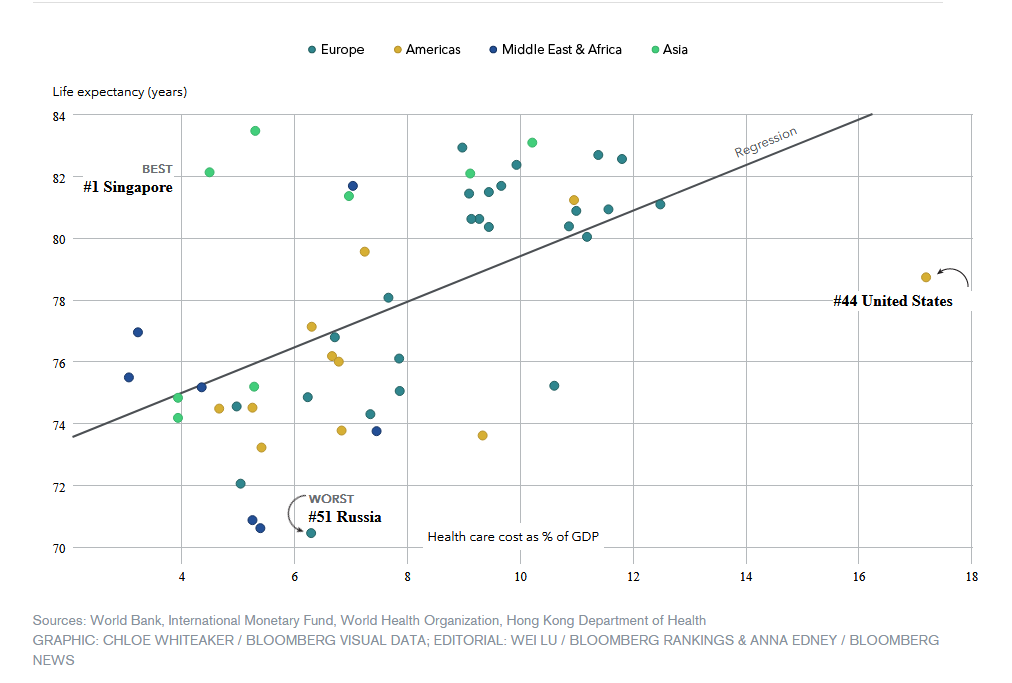 Europe Americas Middle East & Africa Asia
Life expectancy (years)
84
Regression
BEST
82
#1 Singapore
80
78
#44 United States
76
74
72
WORST
#51 Russia
Health care cost as % of GDP
70
4 6 8 10 12 14 16 18
Sources: World Bank, International Monetary Fund, World Health Organization, Hong Kong Department of Health
GRAPHIC: CHLOE WHITEAKER / BLOOMBERG VISUAL DATA; EDITORIAL: WEI LU / BLOOMBERG RANKINGS & ANNA EDNEY / BLOOMBERG
NEWS